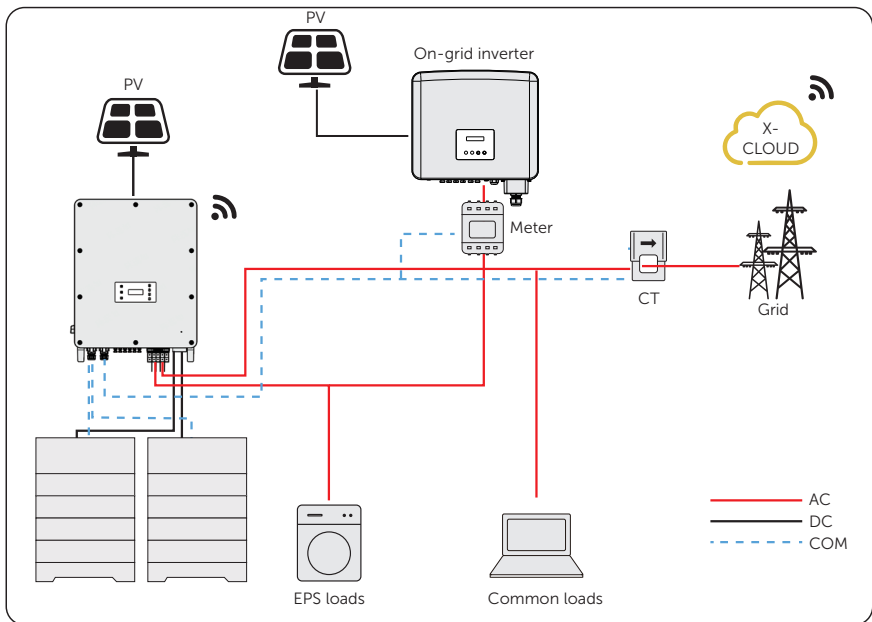 PV
On-grid inverter
PV
X-
CLOUD
Meter
CT
Grid
AC
DC
COM
EPS loads
Common loads